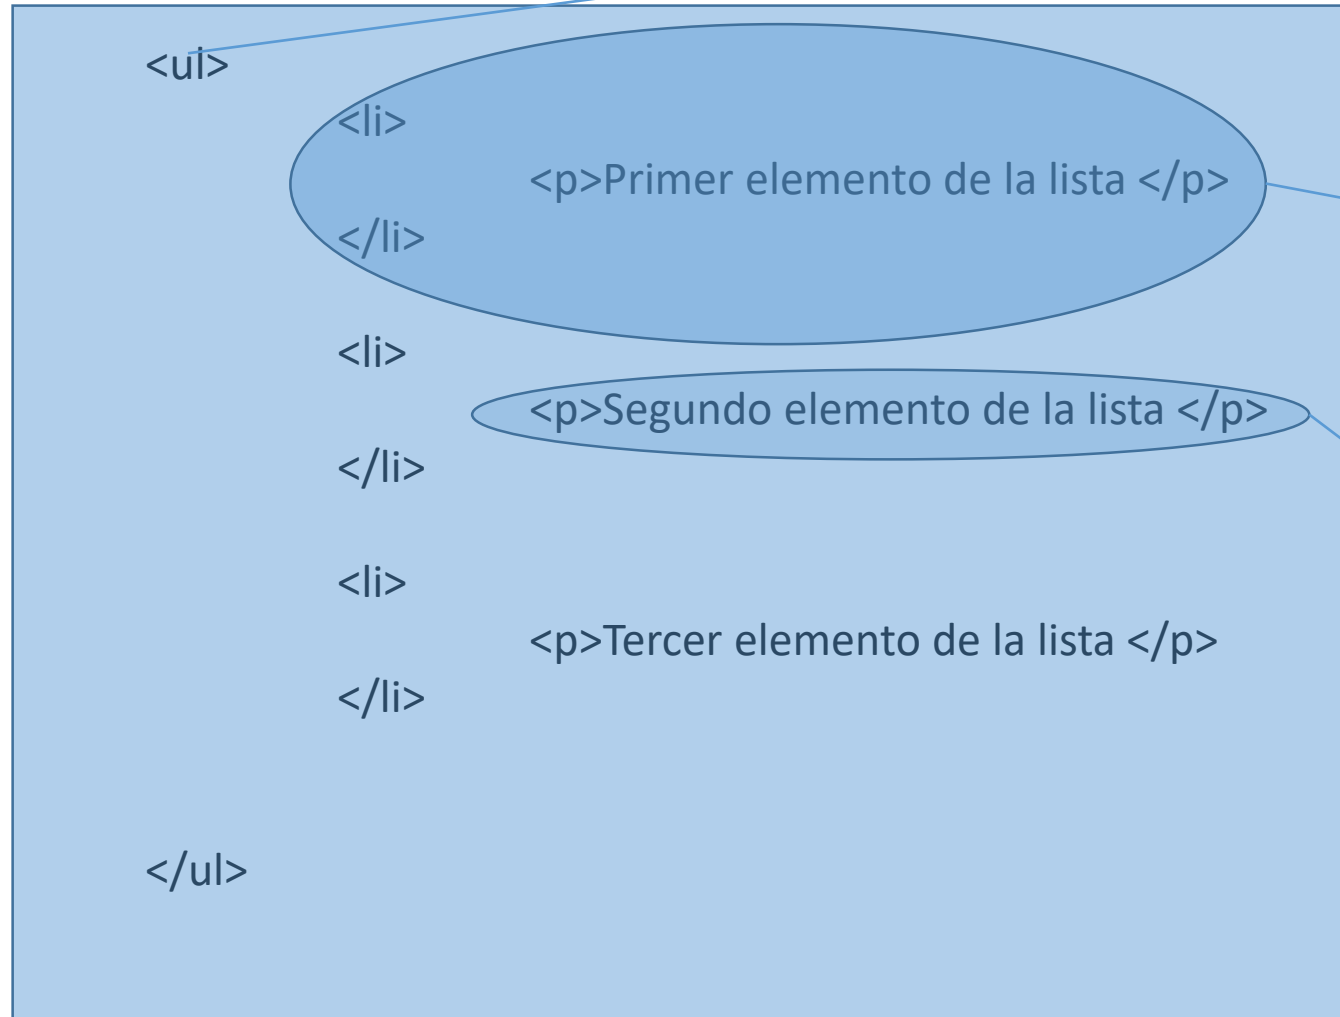 <ul>
<li>
<p>Primer elemento de la lista </p>
</li>
<li>
<p>Segundo elemento de la lista </p>
</li>
<li>
<p>Tercer elemento de la lista </p>
</li>
</ul>